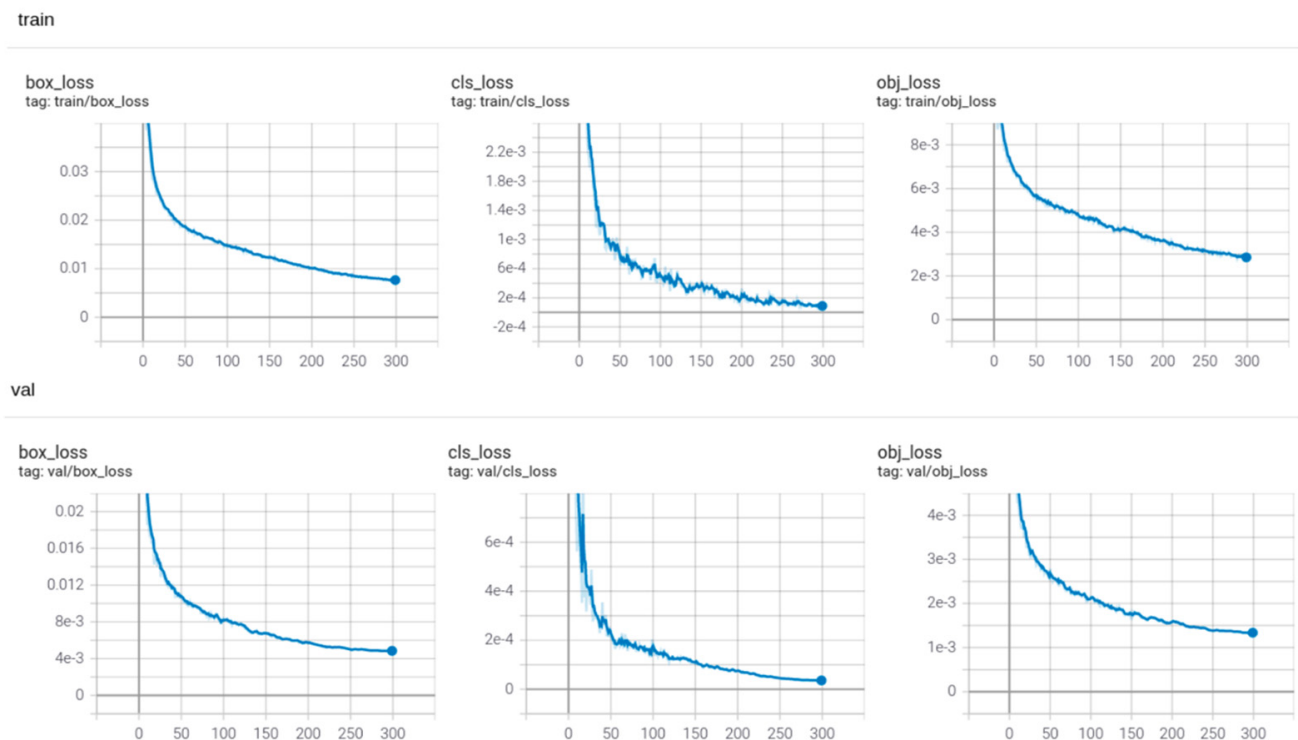 train
box_loss
tag: train/box_loss
0.03
0.02
0.01
0
0 50 100 150 200 250 300
cls_loss
tag: train/cls_loss
2.2e-3
1.8e-3
1.4e-3
1e-3
6e-4
2e-4
-2e-4
0 50 100 150 200 250 300
obj_loss
tag: train/obj_loss
8e-3
6e-3
4e-3
2e-3
0
0 50 100 150 200 250 300
val
box_loss
tag: val/box_loss
0.02
0.016
0.012
8e-3
4e-3
0
0 50 100 150 200 250 300
cls_loss
tag: val/cls_loss
6e-4
4e-4
2e-4
0
0 50 100 150 200 250 300
obj_loss
tag: val/obj_loss
4e-3
3e-3
2e-3
1e-3
0
0 50 100 150 200 250 300